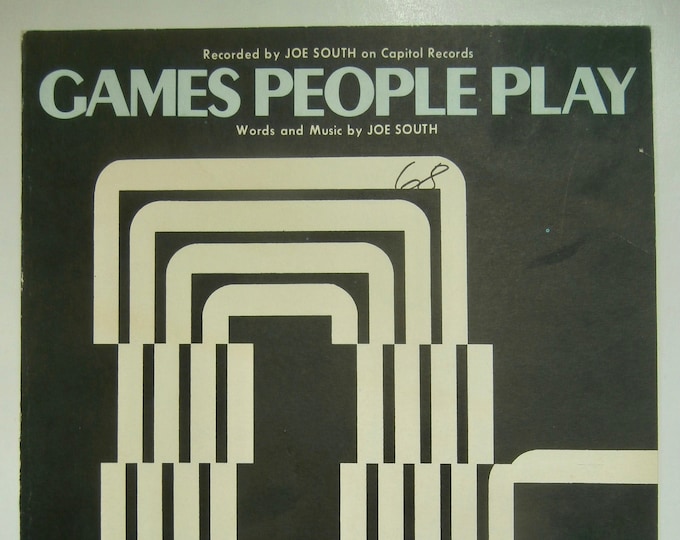 Recorded by JOE SOUTH on Capitol Records
GAMES PEOPLE PLAY
Words and Music by JOE SOUTH
68